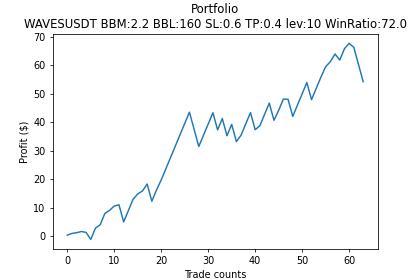 Portfolio
WAVESUSDT BBM:2.2 BBL:160 SL:0.6 TP:0.4 lev:10 WinRatio:72.0
70
60
50
40
30
20
10
0
Profit ($)
0 10 20 30 40 50 60
Trade counts